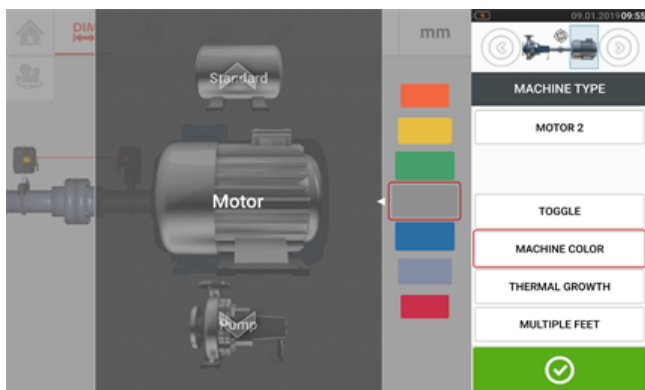 DIM
mm
09.01.2019 09:55
Standard
Motor
Pump
MACHINE TYPE
MOTOR 2
TOGGLE
MACHINE COLOR
THERMAL GROWTH
MULTIPLE FEET